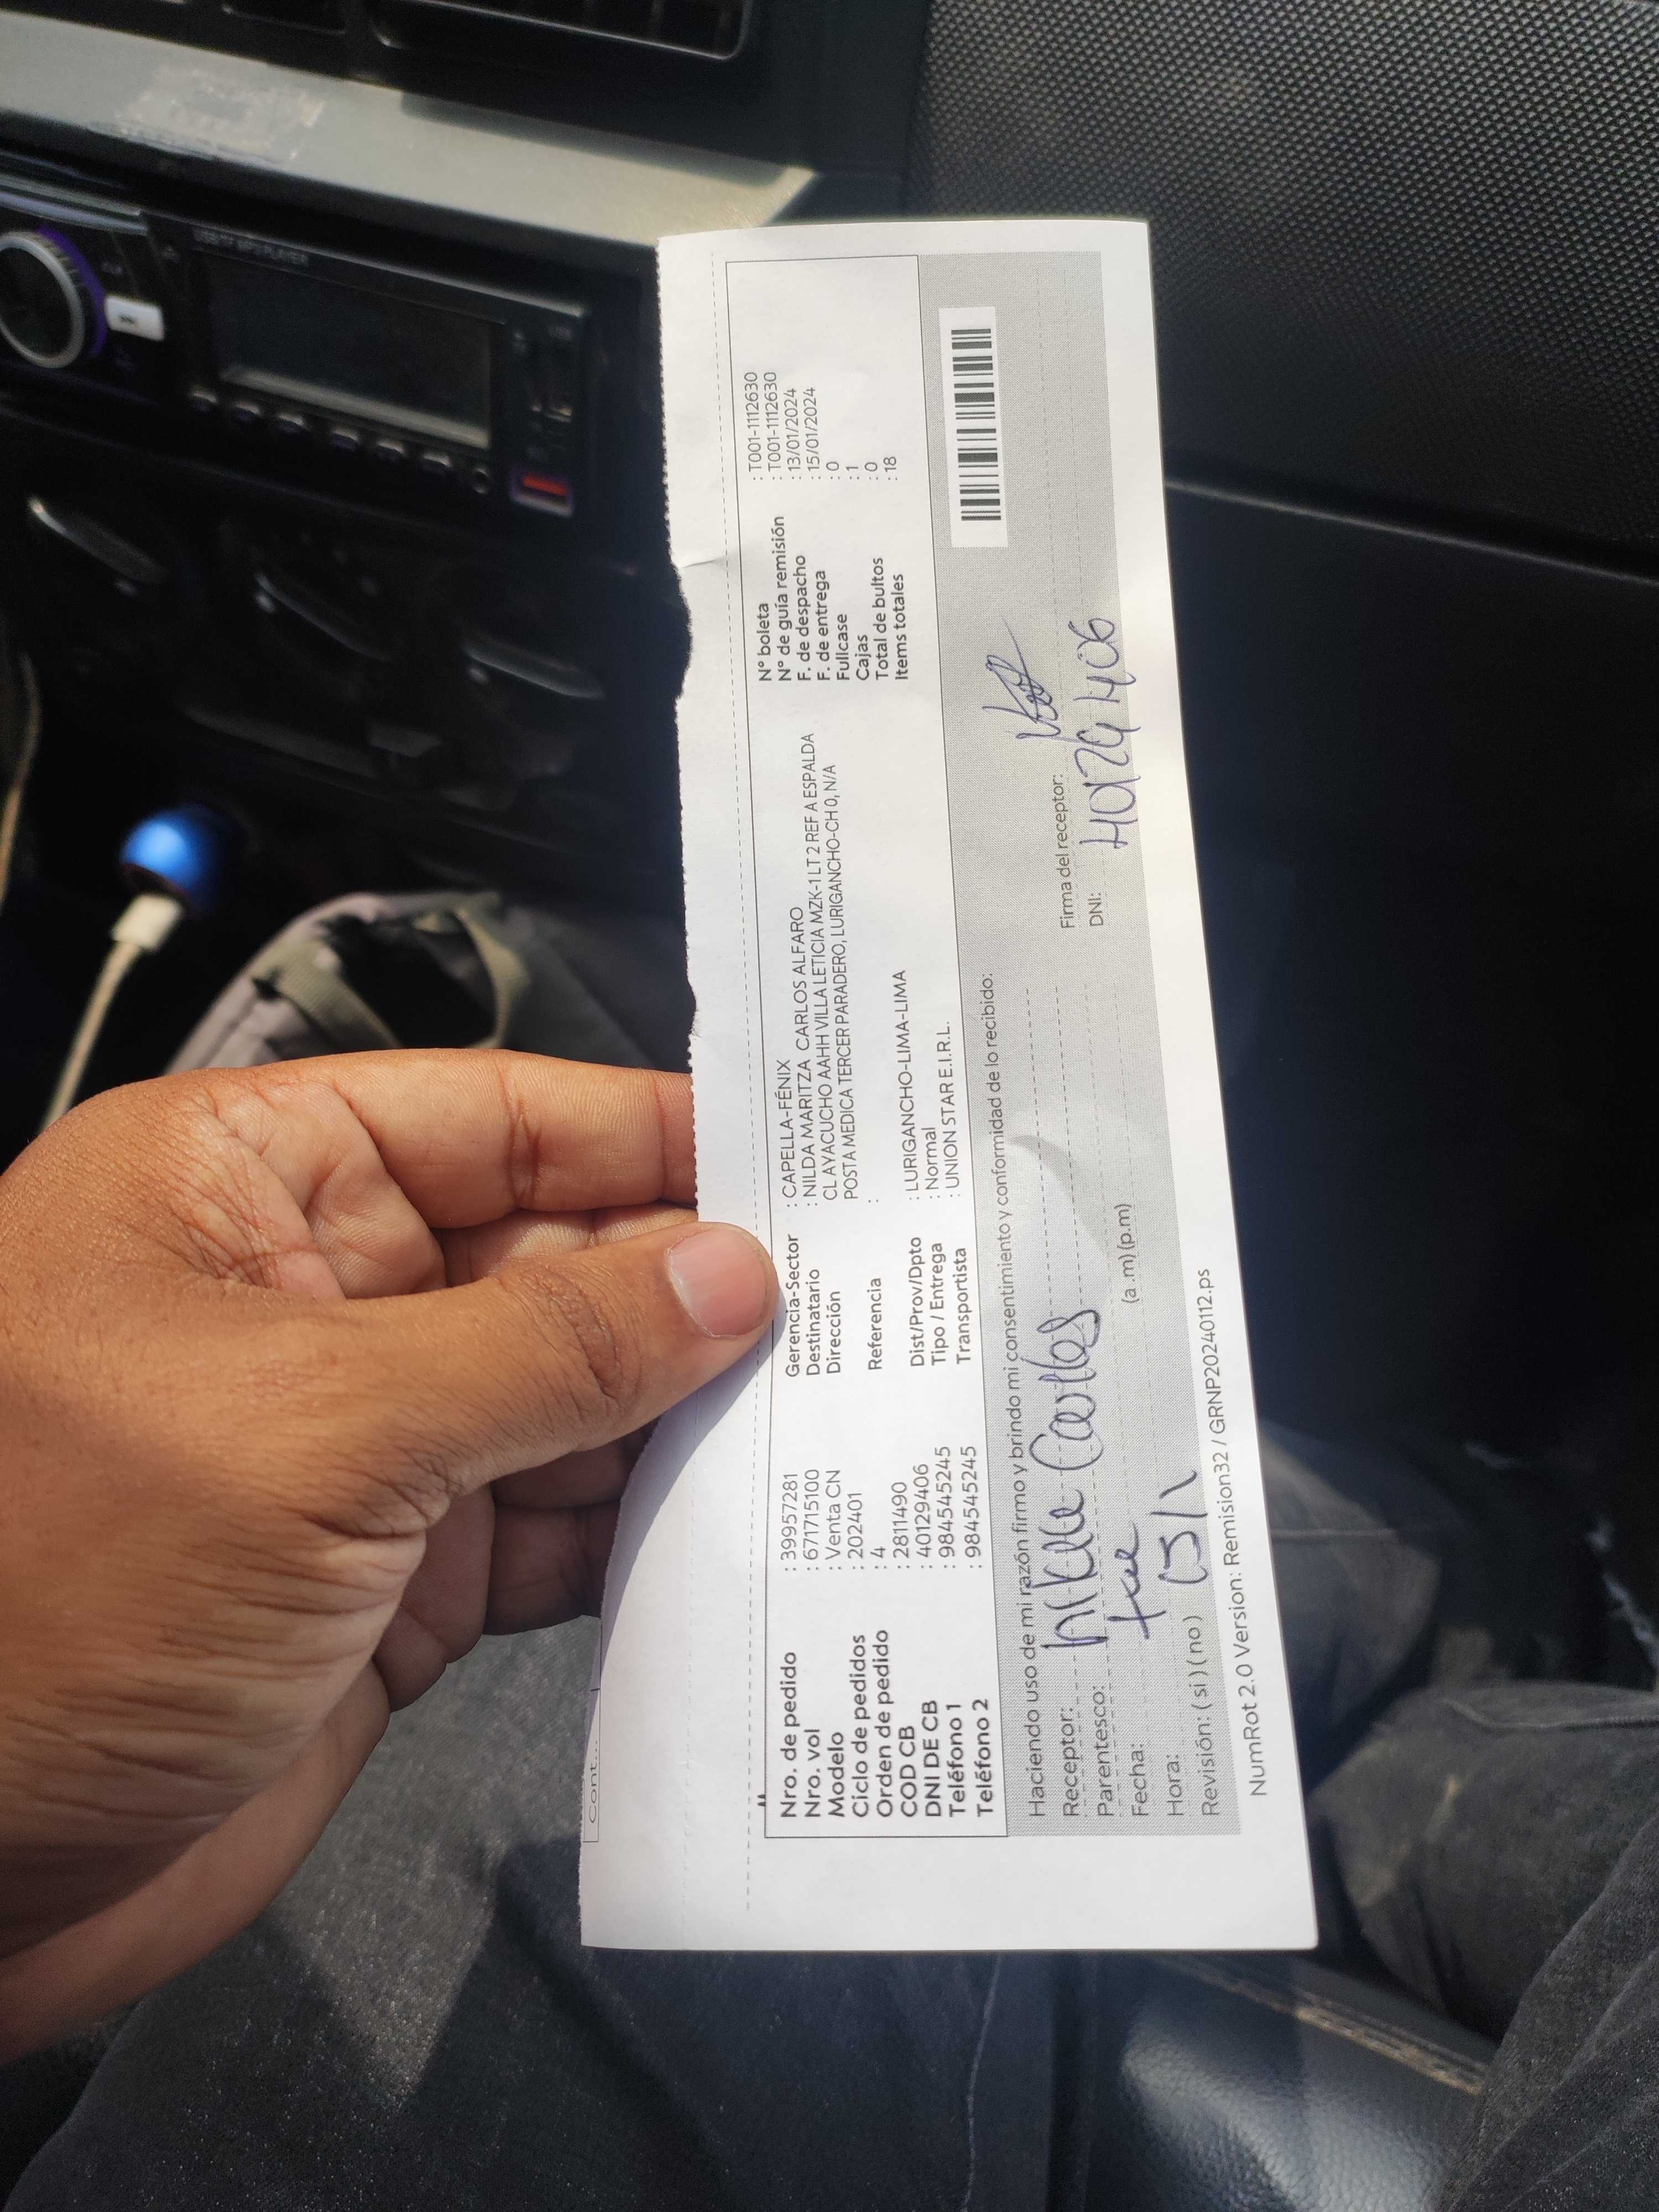 Cont...
Nro. de pedido : 39957281
Nro. vol : 671715100
Modelo : Venta CN
Ciclo de pedidos : 202401
Orden de pedido : 4
COD CB : 2811490
DNI DE CB : 40129406
Teléfono 1 : 984545245
Teléfono 2 : 984545245
Gerencia-Sector : CAPELLA-FÉNIX
Destinatario : NILDA MARITZA CARLOS ALFARO
Dirección CL AYACUCHO AAHH VILLA LETICIA MZK-1 LT 2 REF A ESPALDA
POSTA MEDICA TERCER PARADERO, LURIGANCHO-CH 0, N/A
Referencia :
Dist/Prov/Dpto : LURIGANCHO-LIMA-LIMA
Tipo / Entrega : Normal
Transportista : UNION STAR E.I.R.L.
N° boleta : T001-1112630
N° de guía remisión : T001-1112630
F. de despacho : 13/01/2024
F. de entrega : 15/01/2024
Fullcase : 0
Cajas : 1
Total de bultos : 0
Items totales : 18
Haciendo uso de mi razón firmo y brindo mi consentimiento y conformidad de lo recibido:
Receptor: Carlos
Parentesco:
Fecha:
Hora: (a .m) (p.m)
Revisión: ( si ) ( no )
Firma del receptor:
DNI: 40129406
NumRot 2.0 Version: Remision32 / GRNP20240112.ps